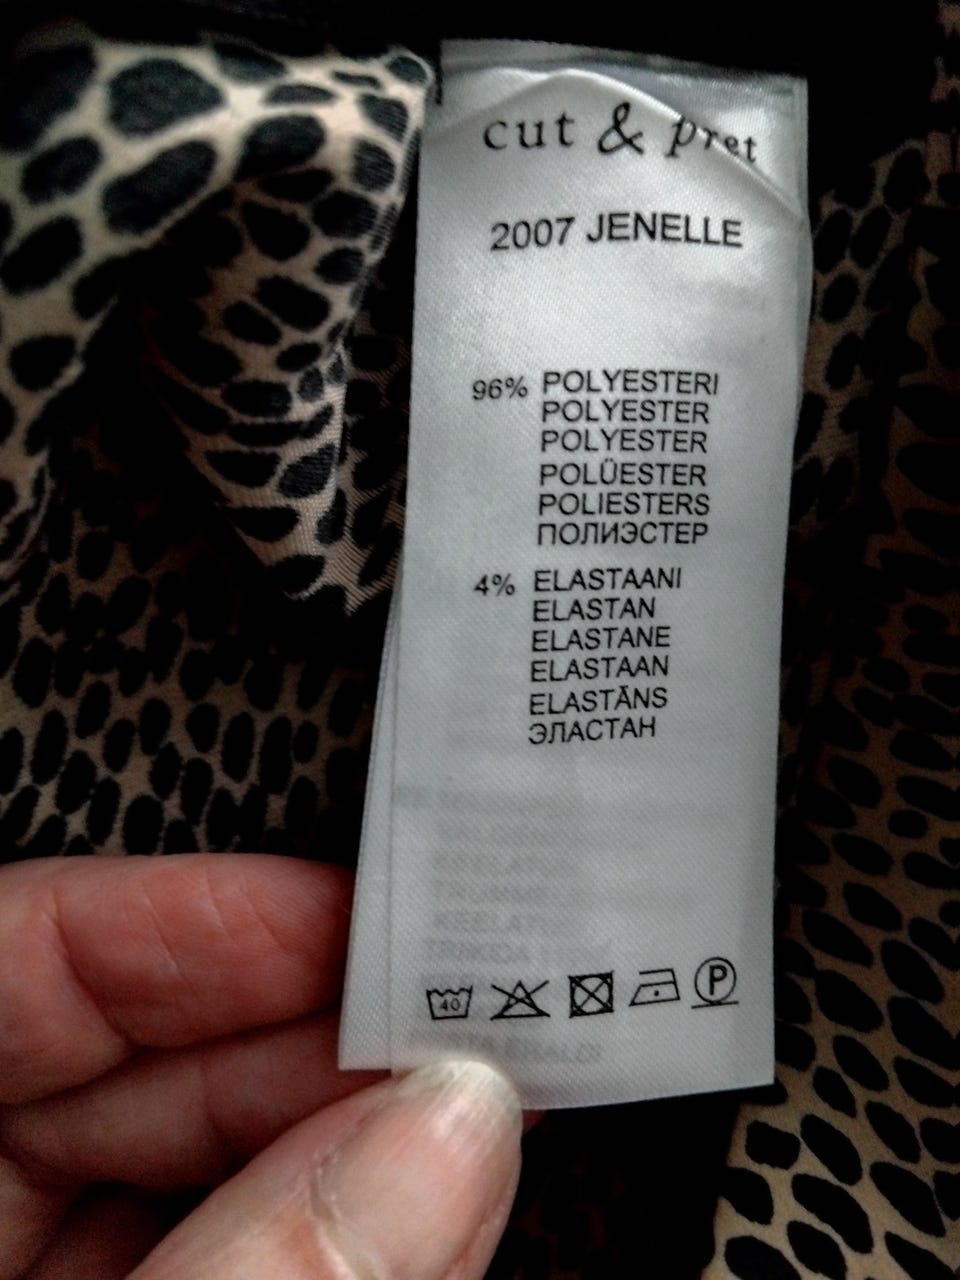 cut & pret
2007 JENELLE
96% POLYESTERI
POLYESTER
POLYESTER
POLÜESTER
POLIESTERS
ПОЛИЭСТЕР
4% ELASTAANI
ELASTAN
ELASTANE
ELASTAAN
ELASTĀNS
ЭЛАСТАН
40 P